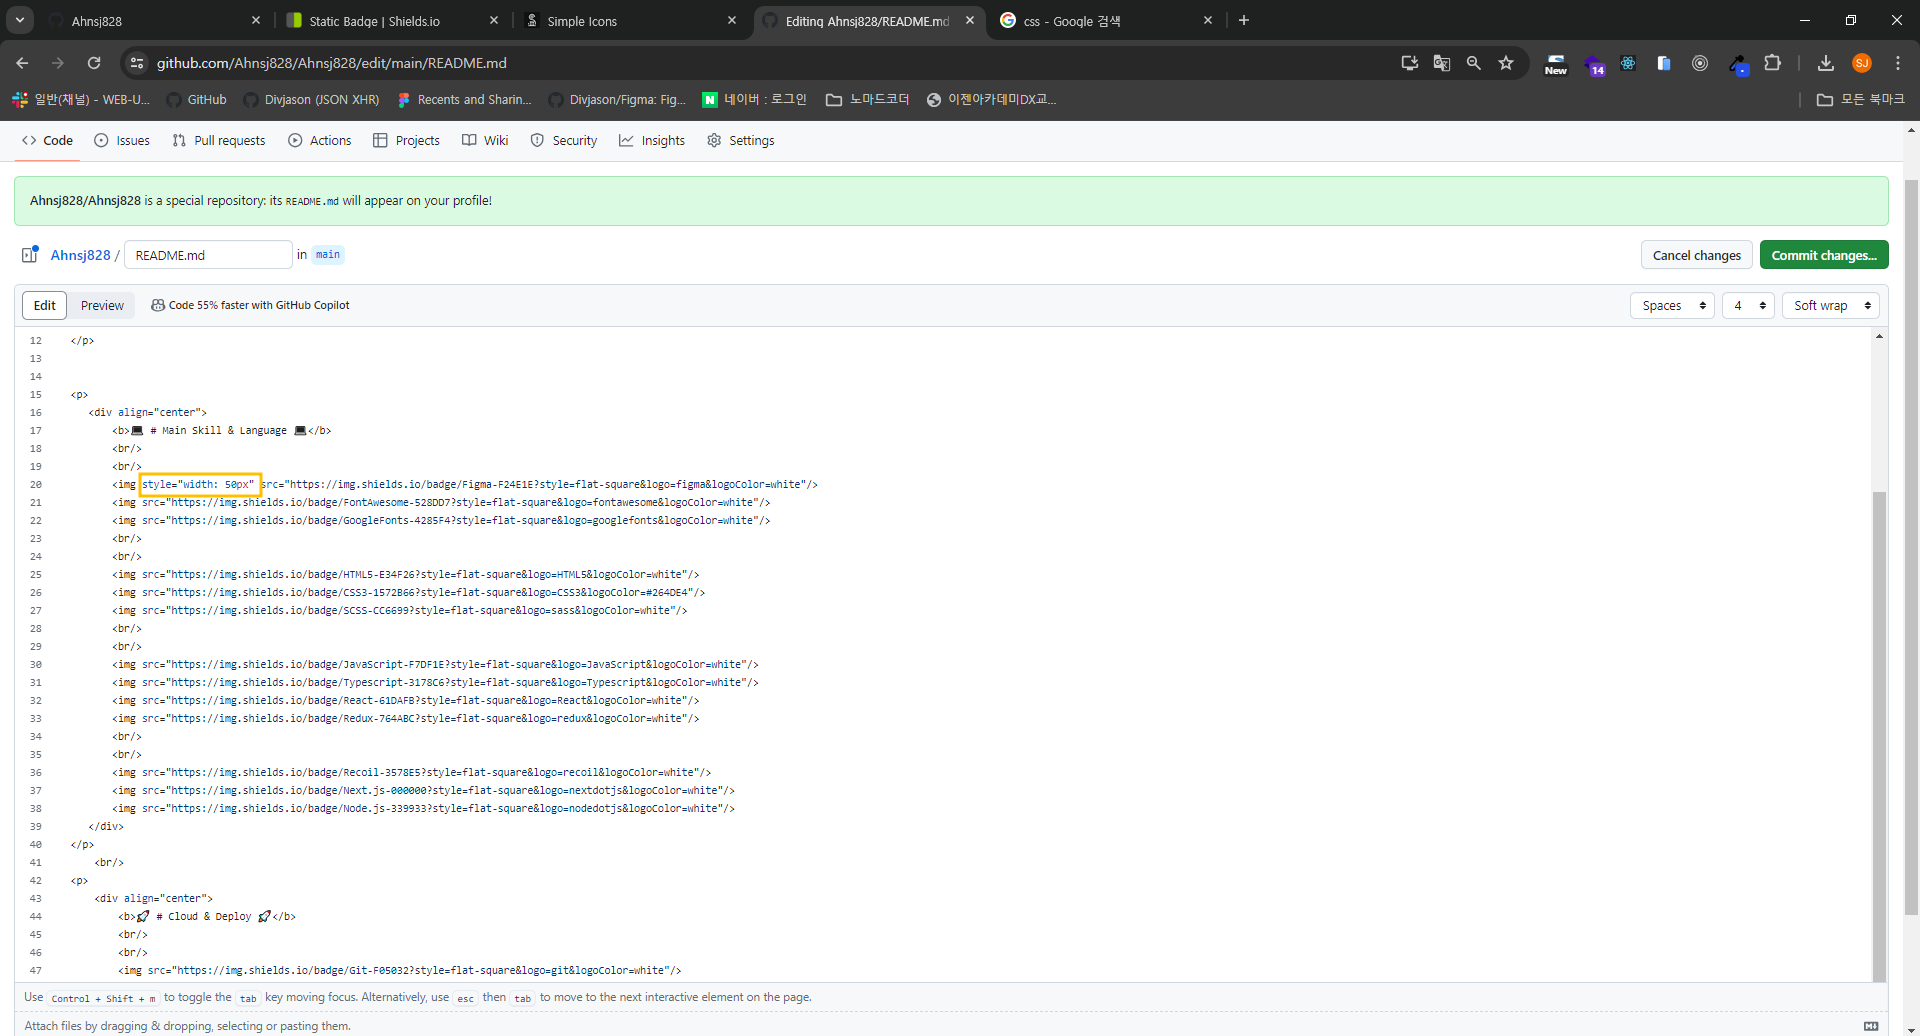 Ahnsj828
Static Badge | Shields.io
Simple Icons
Editing Ahnsj828/README.md
css - Google 검색
github.com/Ahnsj828/Ahnsj828/edit/main/README.md
New
14
SJ
일반(채널) - WEB-U...
GitHub
Divjason (JSON XHR)
Recents and Sharin...
Divjason/Figma: Fig...
N 네이버 : 로그인
노마드코더
이젠아카데미DX교...
모든 북마크
<> Code
Issues
Pull requests
Actions
Projects
Wiki
Security
Insights
Settings
Ahnsj828/Ahnsj828 is a special repository: its README.md will appear on your profile!
Ahnsj828 / README.md in main
Cancel changes
Commit changes...
Edit
Preview
Code 55% faster with GitHub Copilot
Spaces
4
Soft wrap
12 </p>
13
14
15 <p>
16 <div align="center">
17 <b>💻 # Main Skill & Language 💻</b>
18 <br/>
19 <br/>
20 <img style="width: 50px" src="https://img.shields.io/badge/Figma-F24E1E?style=flat-square&logo=figma&logoColor=white"/>
21 <img src="https://img.shields.io/badge/FontAwesome-528DD7?style=flat-square&logo=fontawesome&logoColor=white"/>
22 <img src="https://img.shields.io/badge/GoogleFonts-4285F4?style=flat-square&logo=googlefonts&logoColor=white"/>
23 <br/>
24 <br/>
25 <img src="https://img.shields.io/badge/HTML5-E34F26?style=flat-square&logo=HTML5&logoColor=white"/>
26 <img src="https://img.shields.io/badge/CSS3-1572B66?style=flat-square&logo=CSS3&logoColor=#264DE4"/>
27 <img src="https://img.shields.io/badge/SCSS-CC6699?style=flat-square&logo=sass&logoColor=white"/>
28 <br/>
29 <br/>
30 <img src="https://img.shields.io/badge/JavaScript-F7DF1E?style=flat-square&logo=JavaScript&logoColor=white"/>
31 <img src="https://img.shields.io/badge/Typescript-3178C6?style=flat-square&logo=Typescript&logoColor=white"/>
32 <img src="https://img.shields.io/badge/React-61DAFB?style=flat-square&logo=React&logoColor=white"/>
33 <img src="https://img.shields.io/badge/Redux-764ABC?style=flat-square&logo=redux&logoColor=white"/>
34 <br/>
35 <br/>
36 <img src="https://img.shields.io/badge/Recoil-3578E5?style=flat-square&logo=recoil&logoColor=white"/>
37 <img src="https://img.shields.io/badge/Next.js-000000?style=flat-square&logo=nextdotjs&logoColor=white"/>
38 <img src="https://img.shields.io/badge/Node.js-339933?style=flat-square&logo=nodedotjs&logoColor=white"/>
39 </div>
40 </p>
41 <br/>
42 <p>
43 <div align="center">
44 <b>🚀 # Cloud & Deploy 🚀</b>
45 <br/>
46 <br/>
47 <img src="https://img.shields.io/badge/Git-F05032?style=flat-square&logo=git&logoColor=white"/>
Use Control + Shift + m to toggle the tab key moving focus. Alternatively, use esc then tab to move to the next interactive element on the page.
Attach files by dragging & dropping, selecting or pasting them.